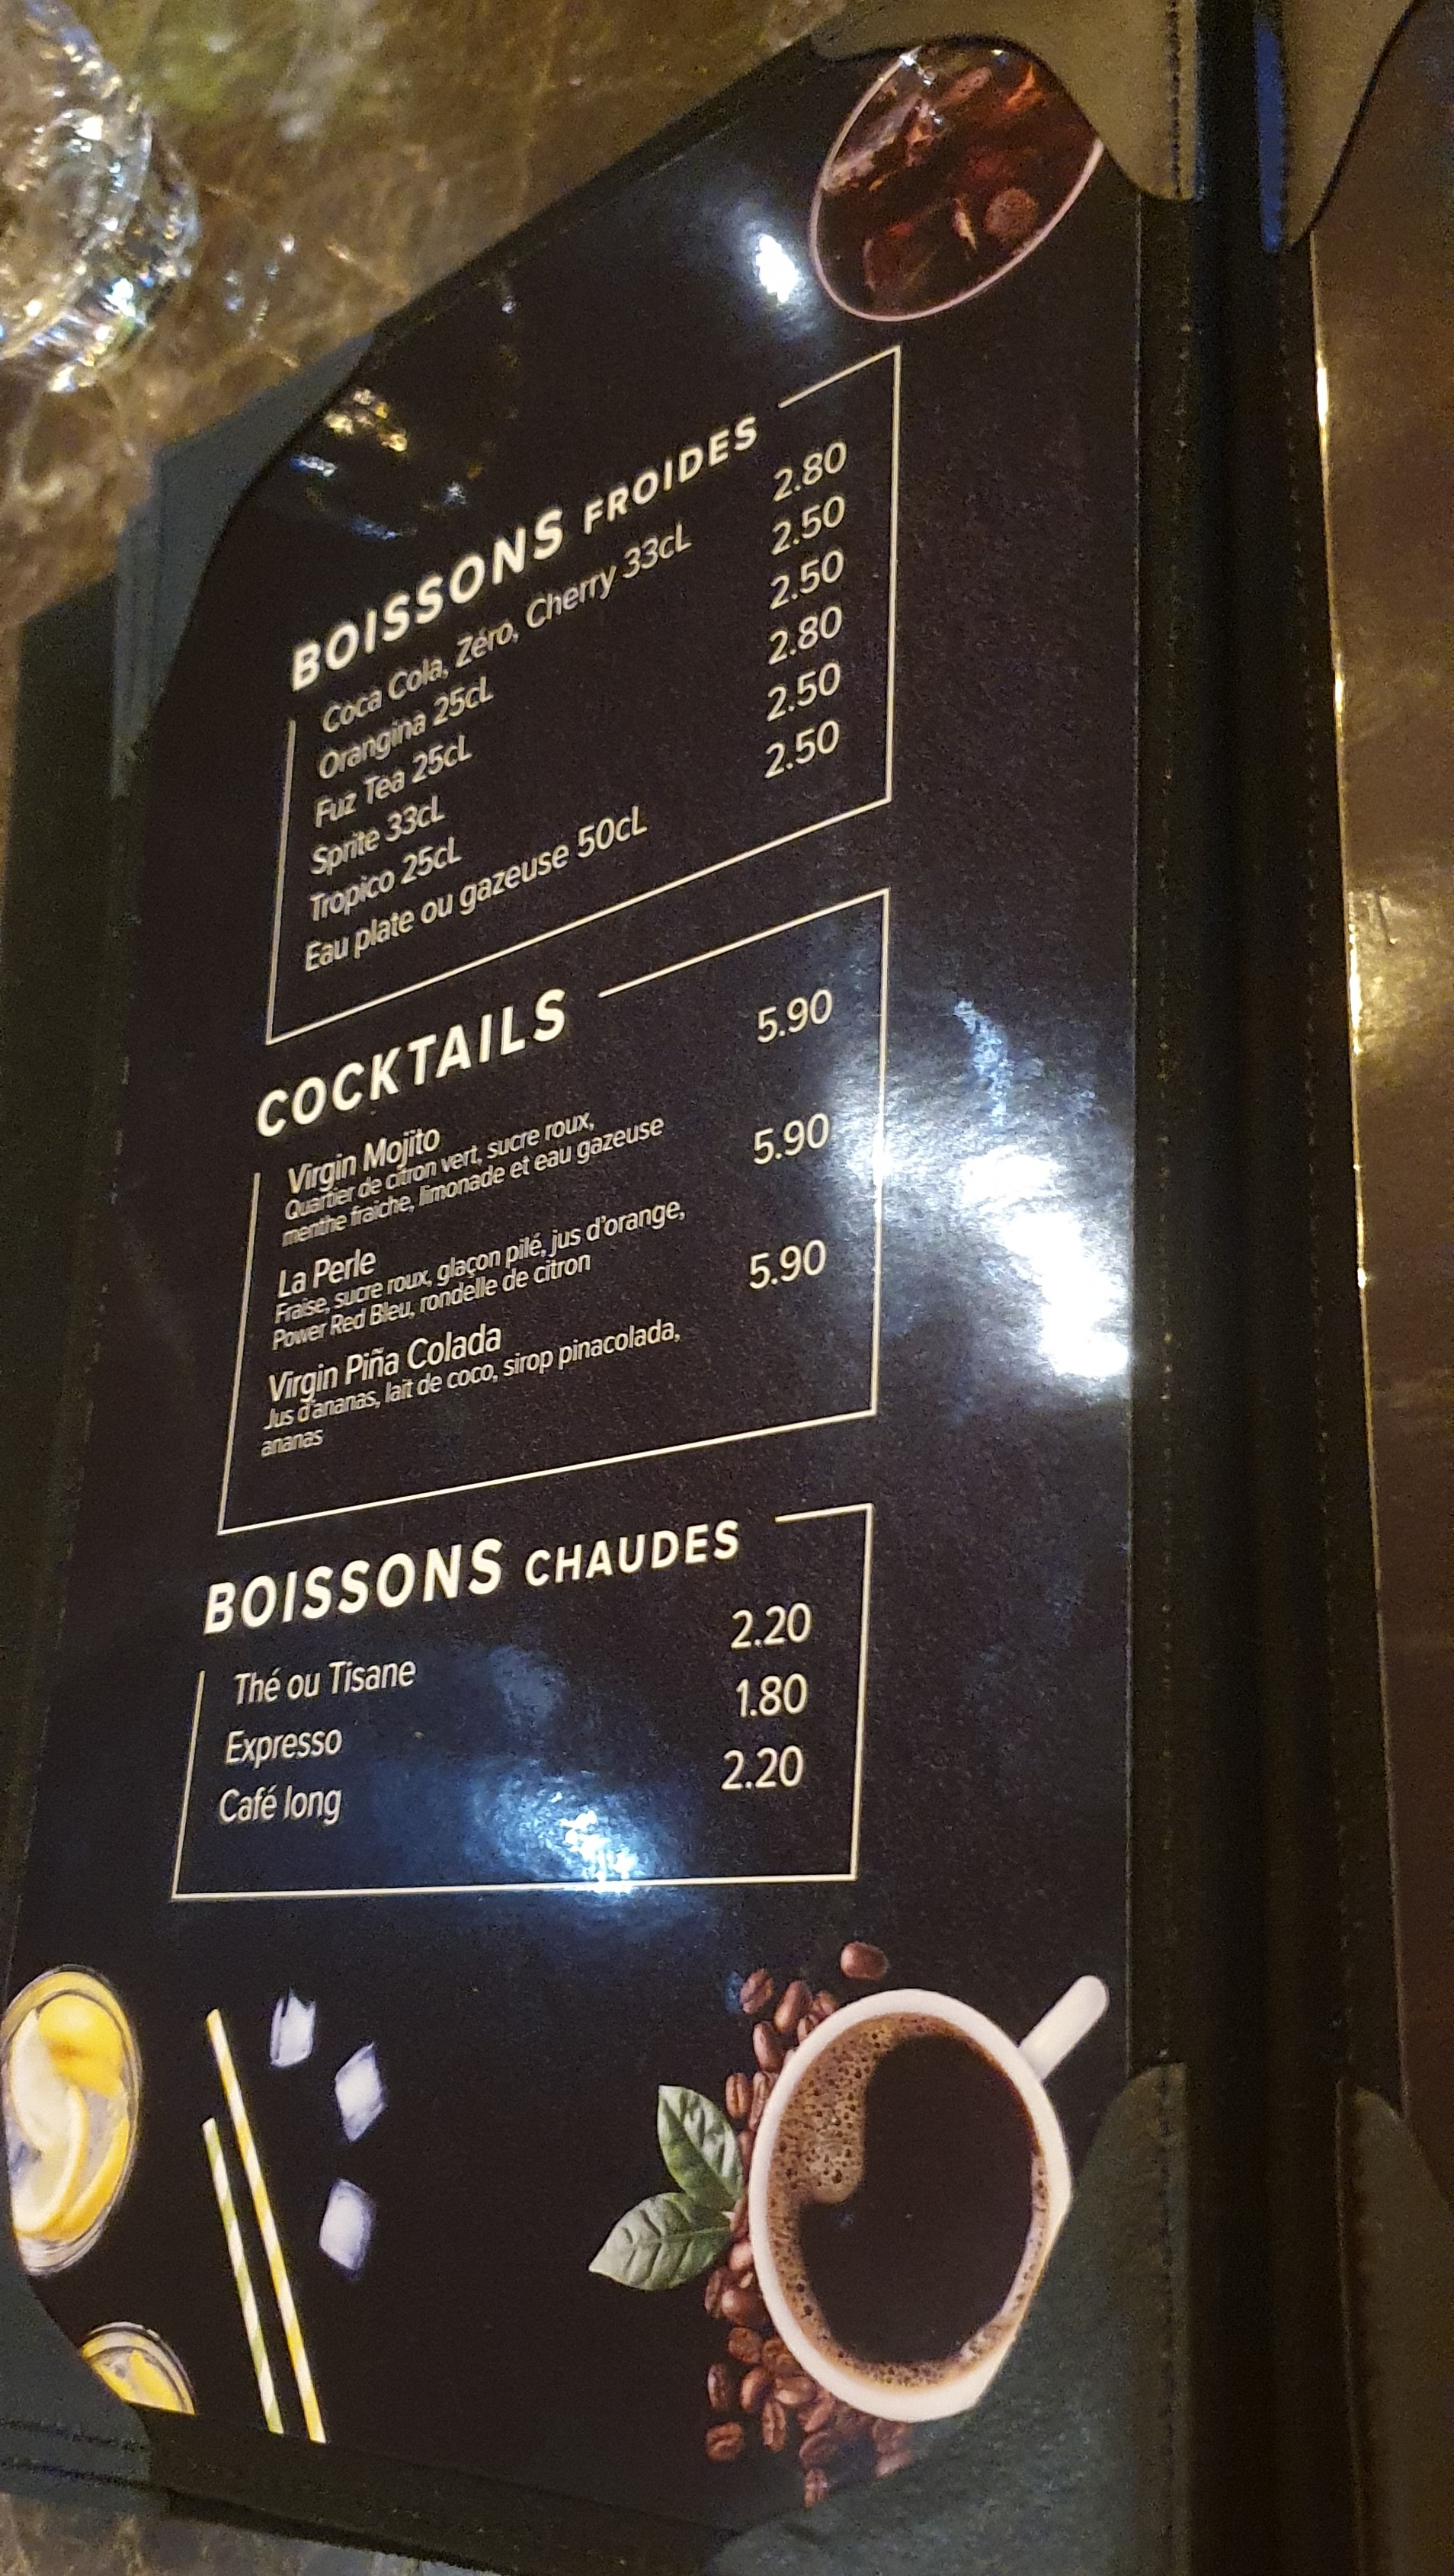 BOISSONS FROIDES
Coca Cola, Zéro, Cherry 33cL 2.80
Orangina 25cL 2.50
Fuz Tea 25cL 2.50
Sprite 33cL 2.80
Tropico 25cL 2.50
Eau plate ou gazeuse 50cL 2.50
COCKTAILS
Virgin Mojito 5.90
Quartier de citron vert, sucre roux,
menthe fraiche, limonade et eau gazeuse
La Perle 5.90
Fraise, sucre roux, glaçon pilé, jus d'orange,
Power Red Bleu, rondelle de citron
Virgin Piña Colada 5.90
Jus d'ananas, lait de coco, sirop pinacolada,
ananas
BOISSONS CHAUDES
Thé ou Tisane 2.20
Expresso 1.80
Café long 2.20